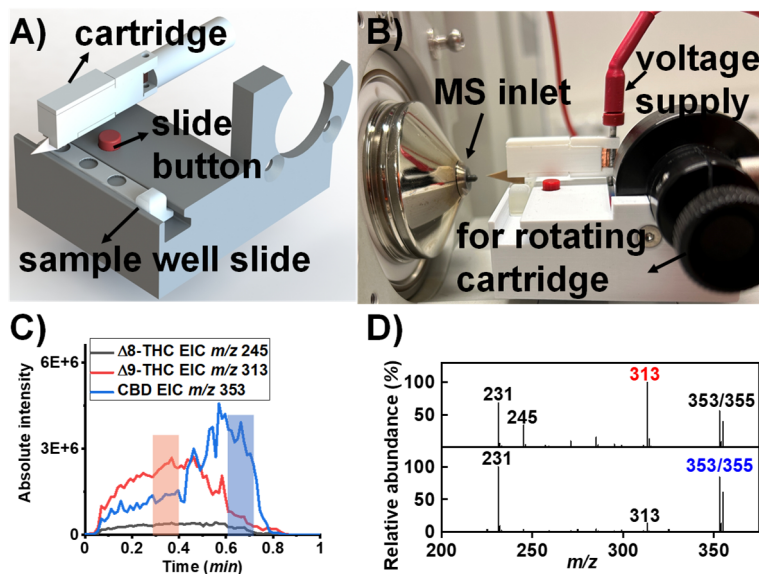 A)
cartridge
slide
button
sample well slide
B)
MS inlet
voltage
supply
for rotating
cartridge
C)
Δ8-THC EIC m/z 245
Δ9-THC EIC m/z 313
CBD EIC m/z 353
Absolute intensity
6E+6
3E+6
0
0 0.2 0.4 0.6 0.8 1
Time (min)
D)
Relative abundance (%)
100
50
0
231
245
313
353/355
100
50
0
231
313
353/355
200 250 300 350
m/z